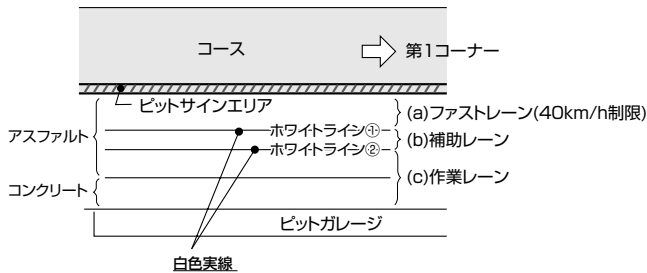 コース
第1コーナー
ピットサインエリア
(a)ファストレーン(40km/h制限)
アスファルト
ホワイトライン①
(b)補助レーン
ホワイトライン②
(c)作業レーン
コンクリート
ピットガレージ
白色実線